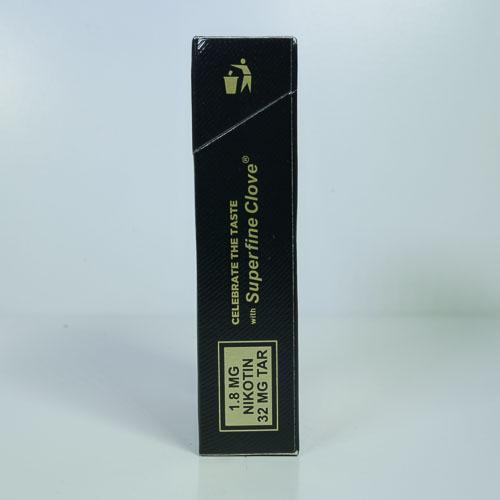 CELEBRATE THE TASTE
with Superfine Clove®
1.8 MG
NIKOTIN
32 MG TAR